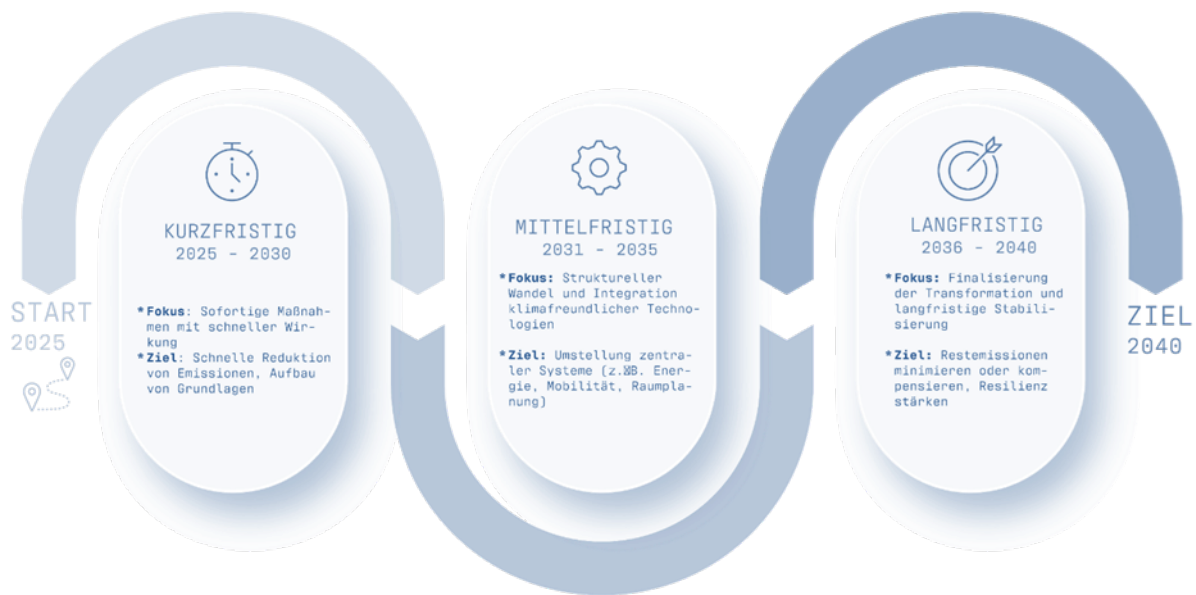 START
2025
KURZFRISTIG
2025 - 2030
*Fokus: Sofortige Maßnah-
men mit schneller Wir-
kung
*Ziel: Schnelle Reduktion
von Emissionen, Aufbau
von Grundlagen
MITTELFRISTIG
2031 - 2035
*Fokus: Struktureller
Wandel und Integration
klimafreundlicher Techno-
logien
*Ziel: Umstellung zentra-
ler Systeme (z.☒B. Ener-
gie, Mobilität, Raumpla-
nung)
LANGFRISTIG
2036 - 2040
*Fokus: Finalisierung
der Transformation und
langfristige Stabili-
sierung
*Ziel: Restemissionen
minimieren oder kom-
pensieren, Resilienz
stärken
ZIEL
2040